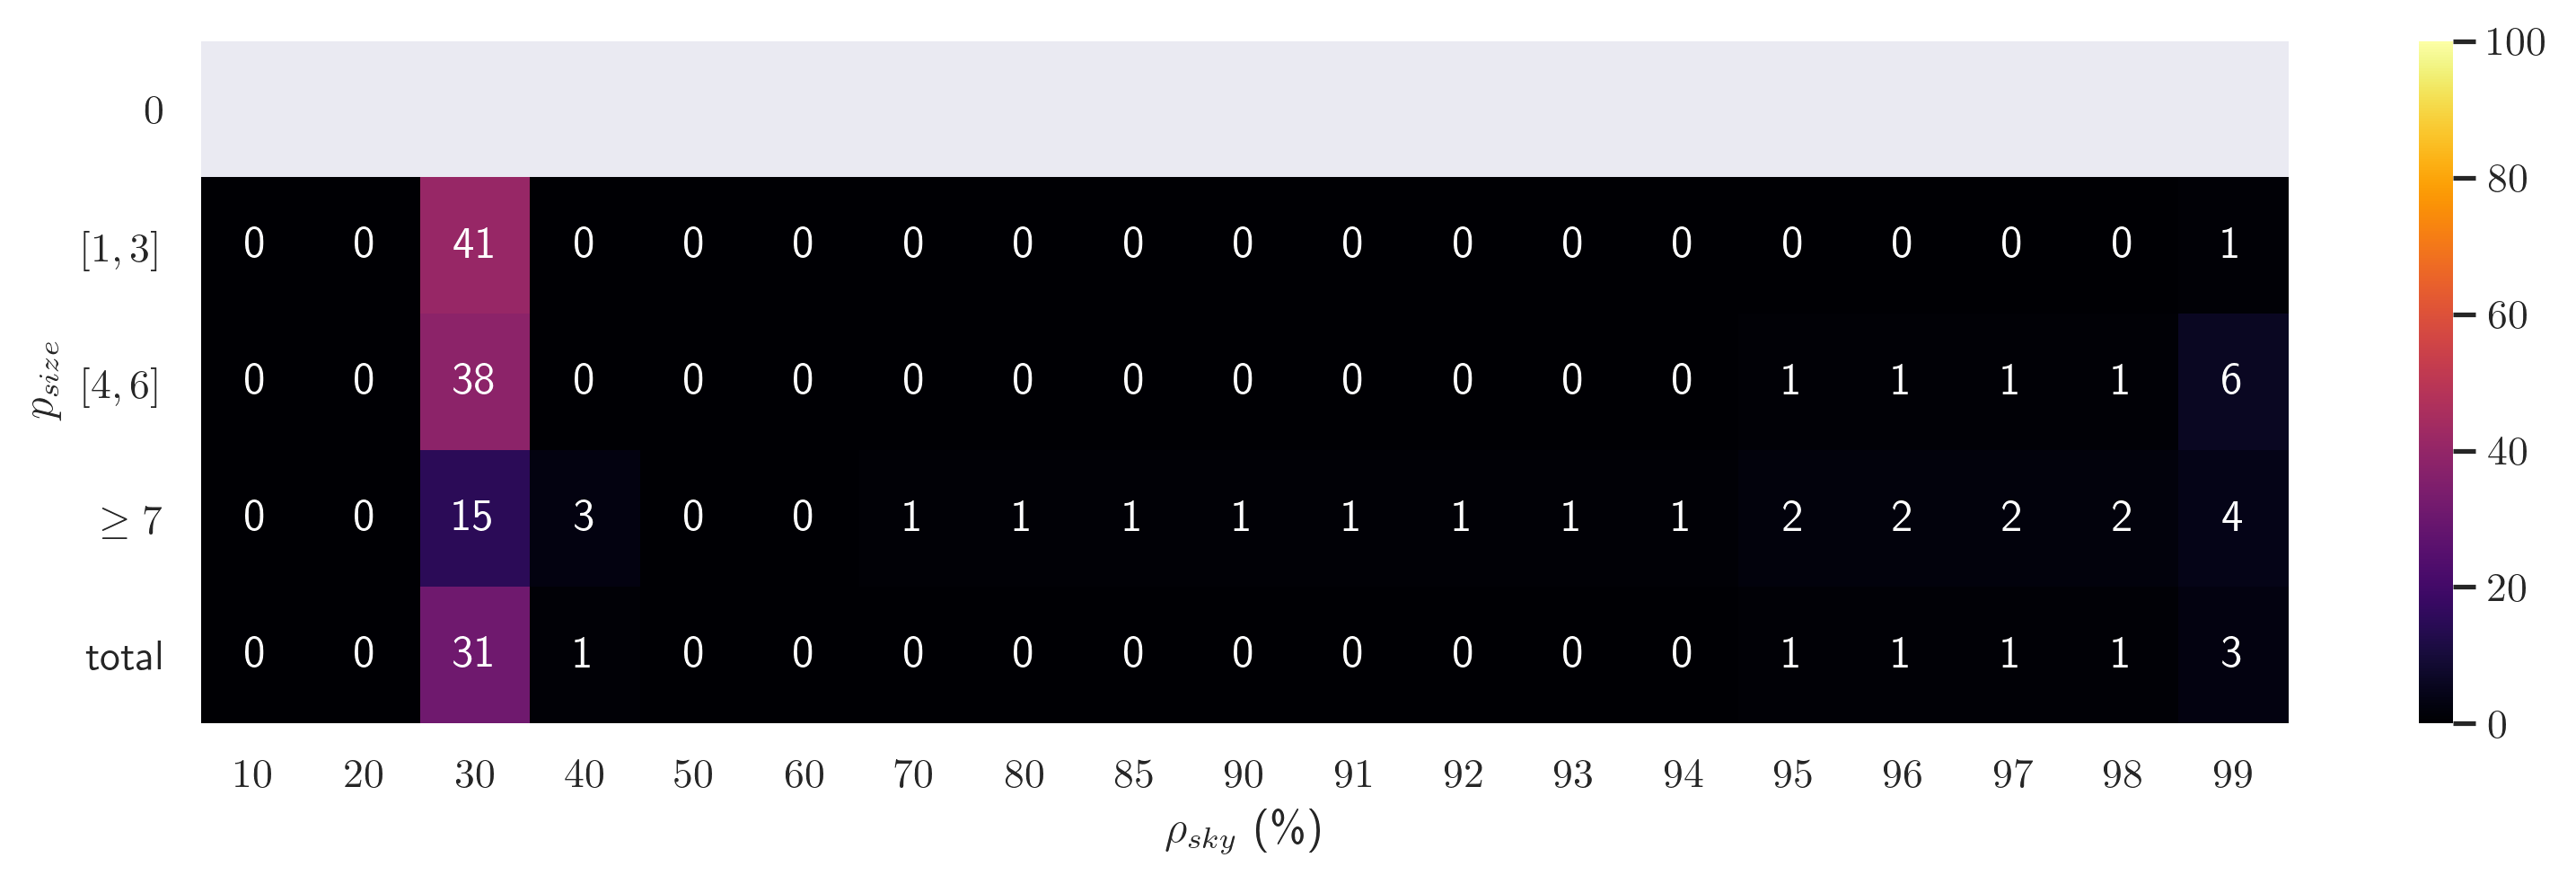 100
0
[1, 3] 0 0 41 0 0 0 0 0 0 0 0 0 0 0 0 0 0 0 1
80
60
p_size
[4, 6] 0 0 38 0 0 0 0 0 0 0 0 0 0 0 1 1 1 1 6
40
≥ 7 0 0 15 3 0 0 1 1 1 1 1 1 1 1 2 2 2 2 4
20
total 0 0 31 1 0 0 0 0 0 0 0 0 0 0 1 1 1 1 3
0
10 20 30 40 50 60 70 80 85 90 91 92 93 94 95 96 97 98 99
ρ_sky (%)